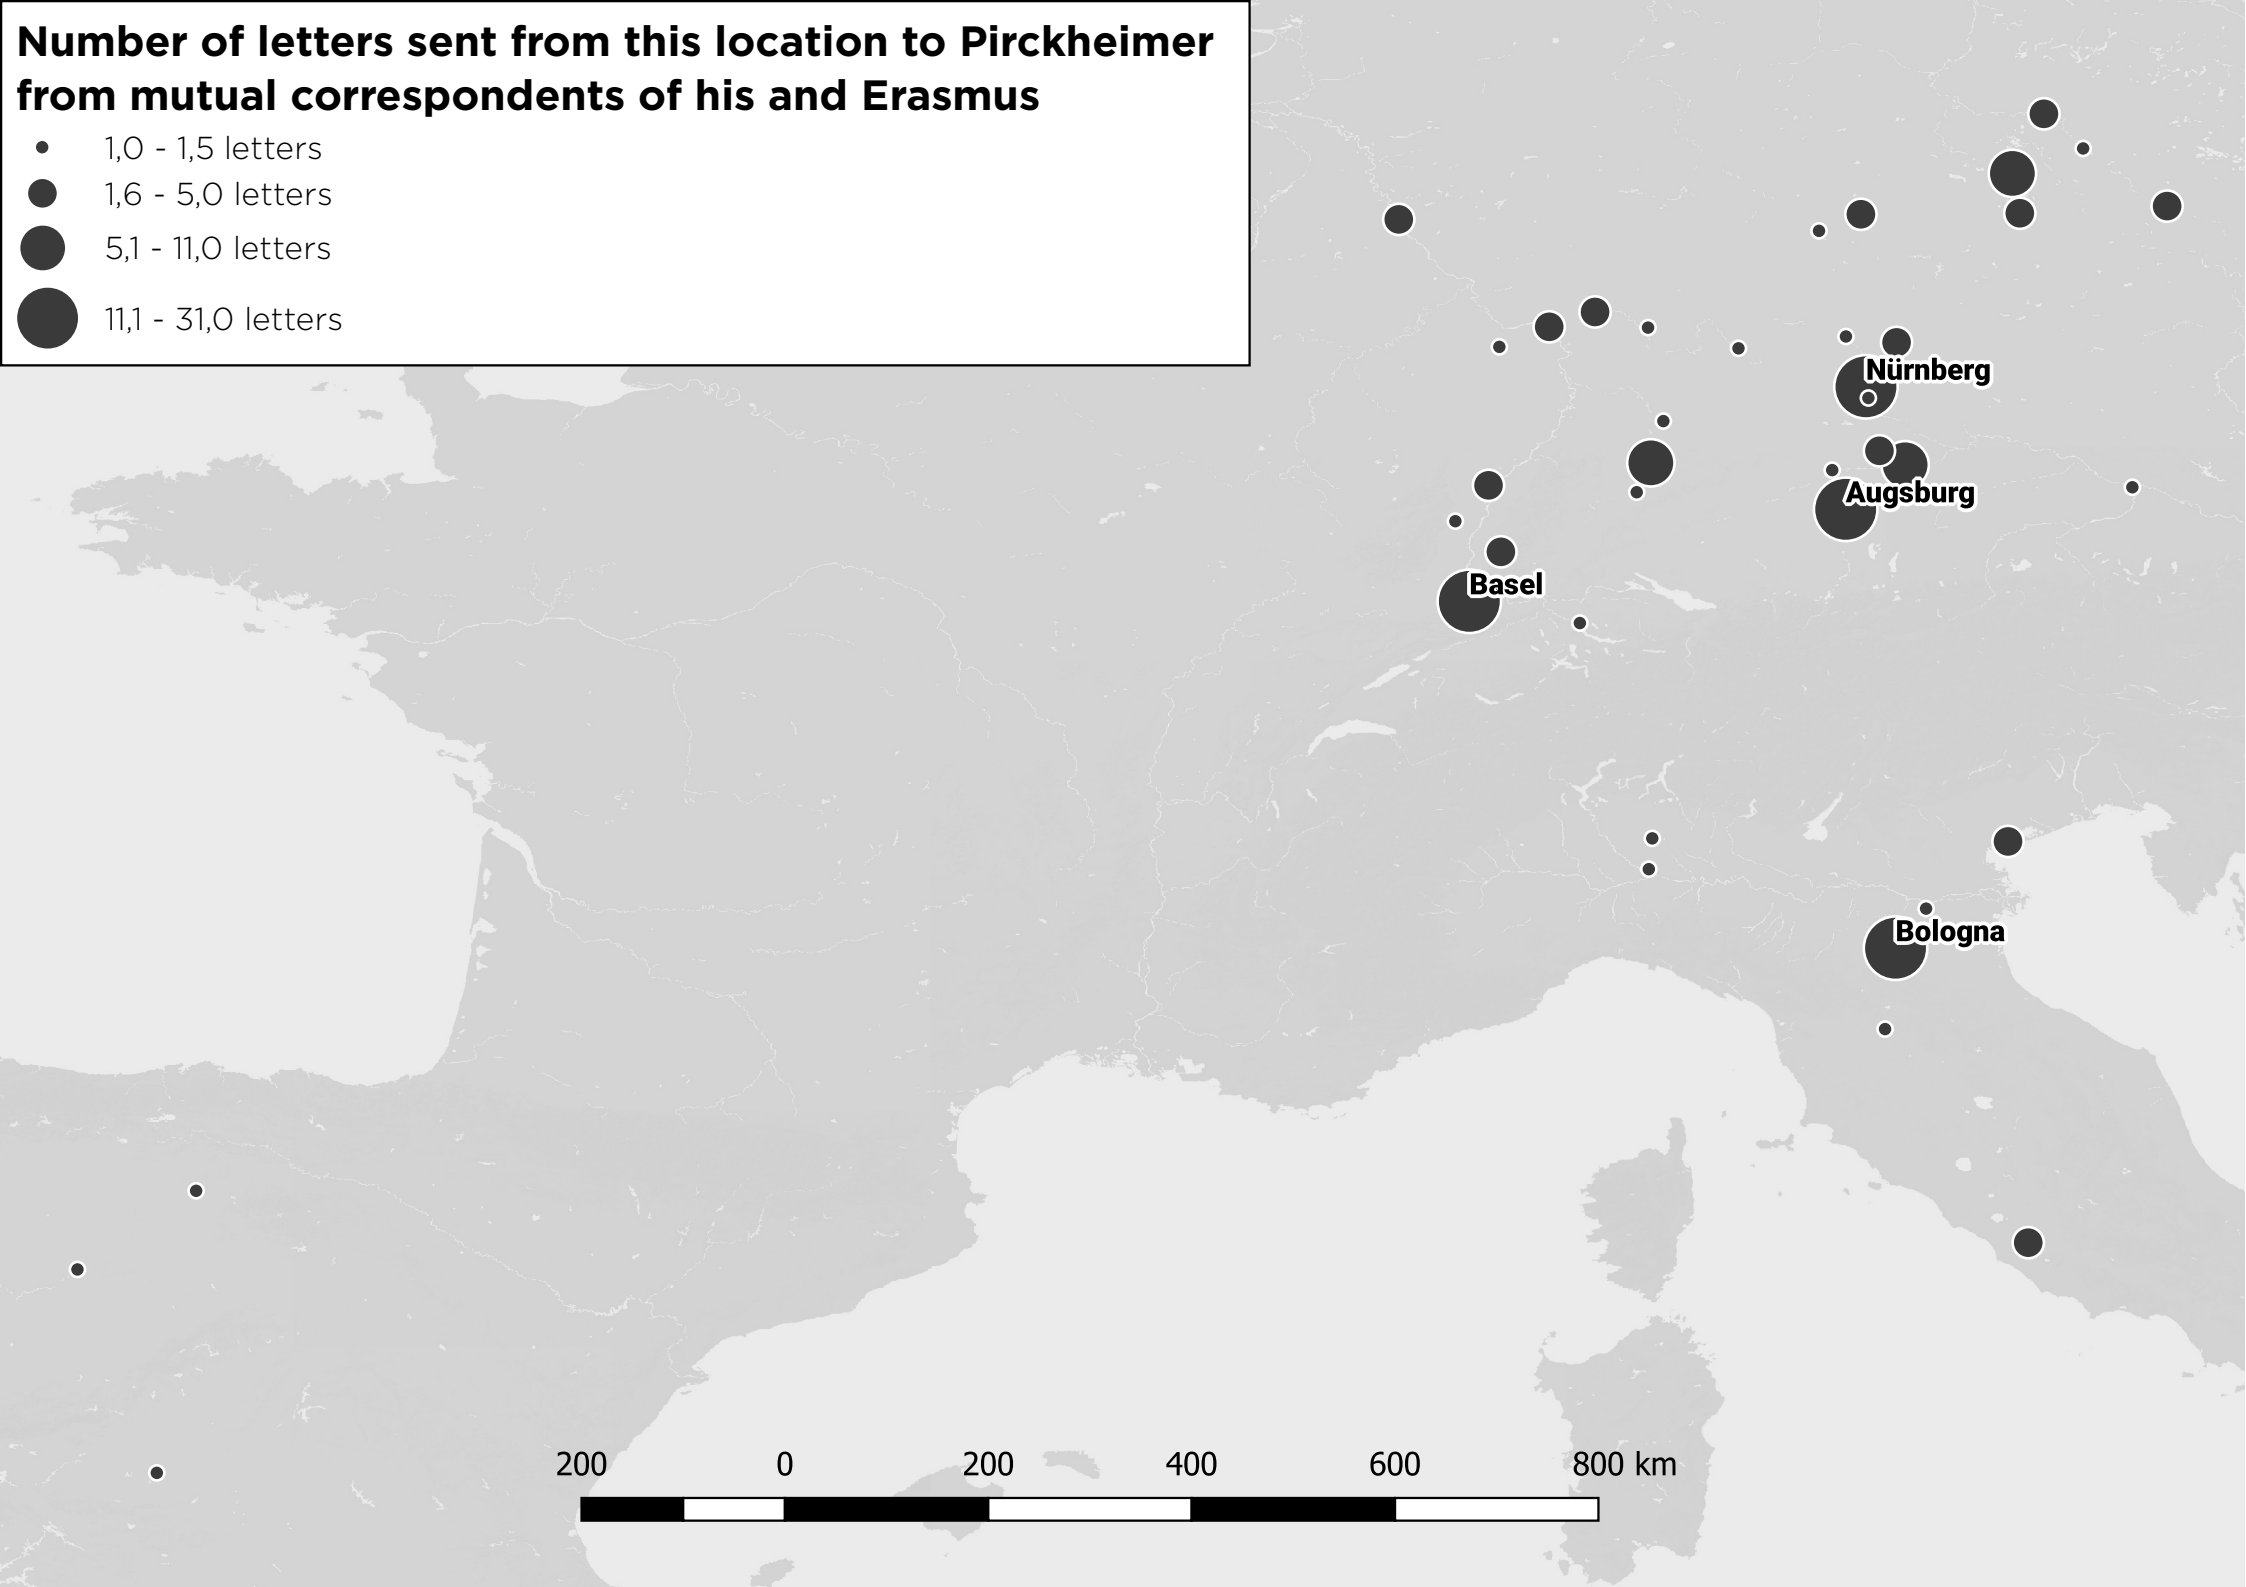 Number of letters sent from this location to Pirckheimer
from mutual correspondents of his and Erasmus
1,0 - 1,5 letters
1,6 - 5,0 letters
5,1 - 11,0 letters
11,1 - 31,0 letters
Nürnberg
Augsburg
Basel
Bologna
200 0 200 400 600 800 km